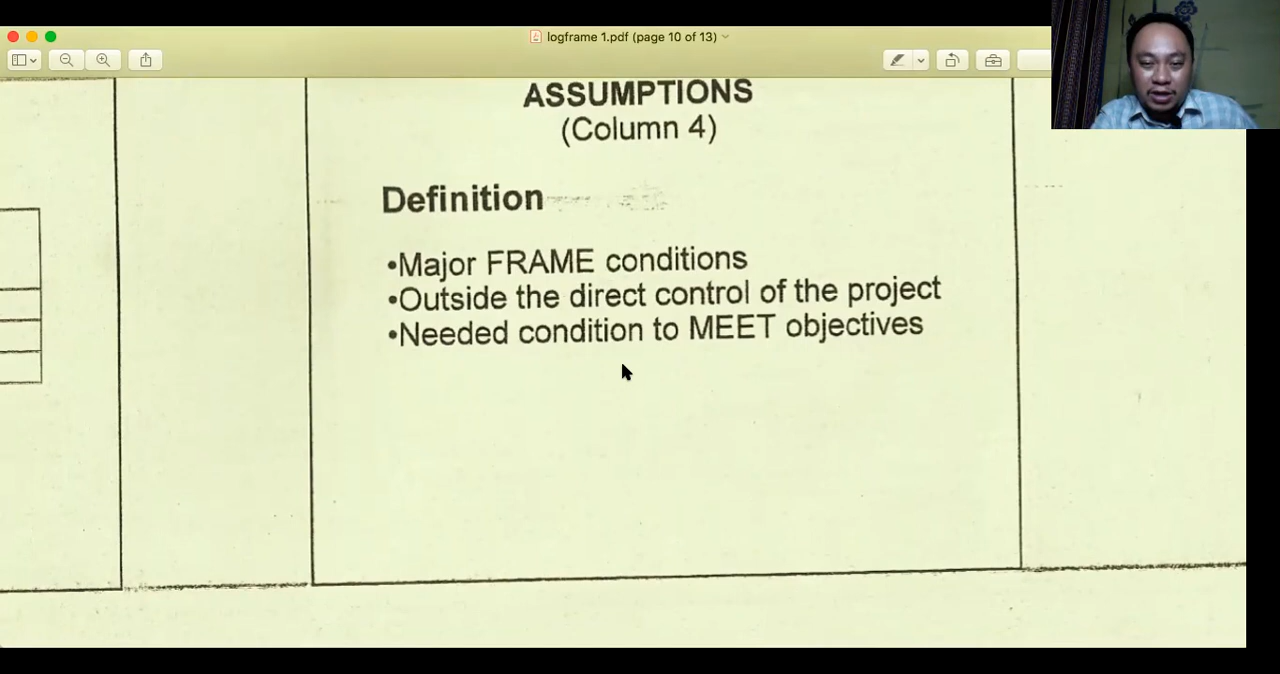 logframe 1.pdf (page 10 of 13)
ASSUMPTIONS
(Column 4)
Definition
•Major FRAME conditions
•Outside the direct control of the project
•Needed condition to MEET objectives